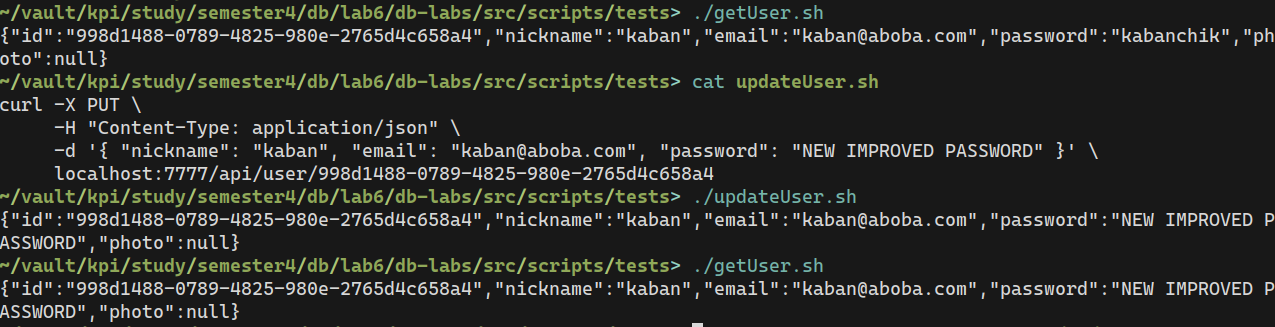 ~/vault/kpi/study/semester4/db/lab6/db-labs/src/scripts/tests> ./getUser.sh
{"id":"998d1488-0789-4825-980e-2765d4c658a4","nickname":"kaban","email":"kaban@aboba.com","password":"kabanchik","ph
oto":null}
~/vault/kpi/study/semester4/db/lab6/db-labs/src/scripts/tests> cat updateUser.sh
curl -X PUT \
     -H "Content-Type: application/json" \
     -d '{ "nickname": "kaban", "email": "kaban@aboba.com", "password": "NEW IMPROVED PASSWORD" }' \
     localhost:7777/api/user/998d1488-0789-4825-980e-2765d4c658a4
~/vault/kpi/study/semester4/db/lab6/db-labs/src/scripts/tests> ./updateUser.sh
{"id":"998d1488-0789-4825-980e-2765d4c658a4","nickname":"kaban","email":"kaban@aboba.com","password":"NEW IMPROVED P
ASSWORD","photo":null}
~/vault/kpi/study/semester4/db/lab6/db-labs/src/scripts/tests> ./getUser.sh
{"id":"998d1488-0789-4825-980e-2765d4c658a4","nickname":"kaban","email":"kaban@aboba.com","password":"NEW IMPROVED P
ASSWORD","photo":null}